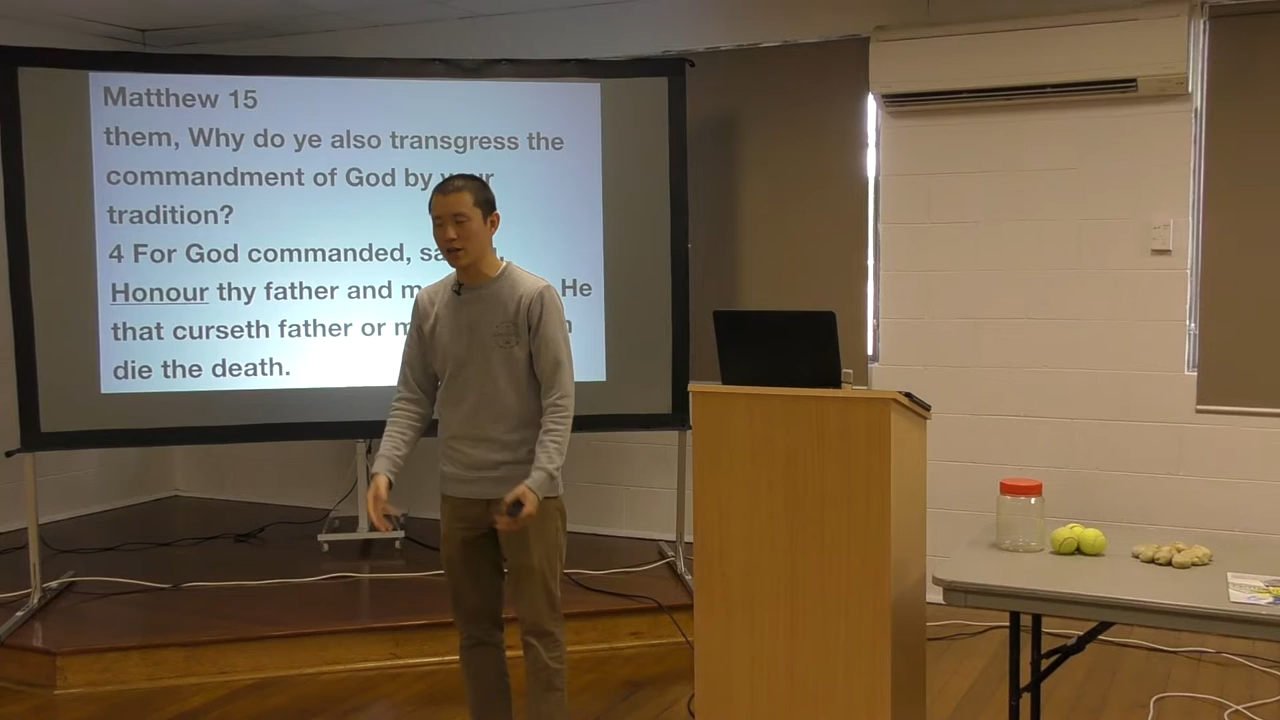 Matthew 15
them, Why do ye also transgress the
commandment of God by your
tradition?
4 For God commanded,
Honour thy father and He
that curseth father or
die the death.